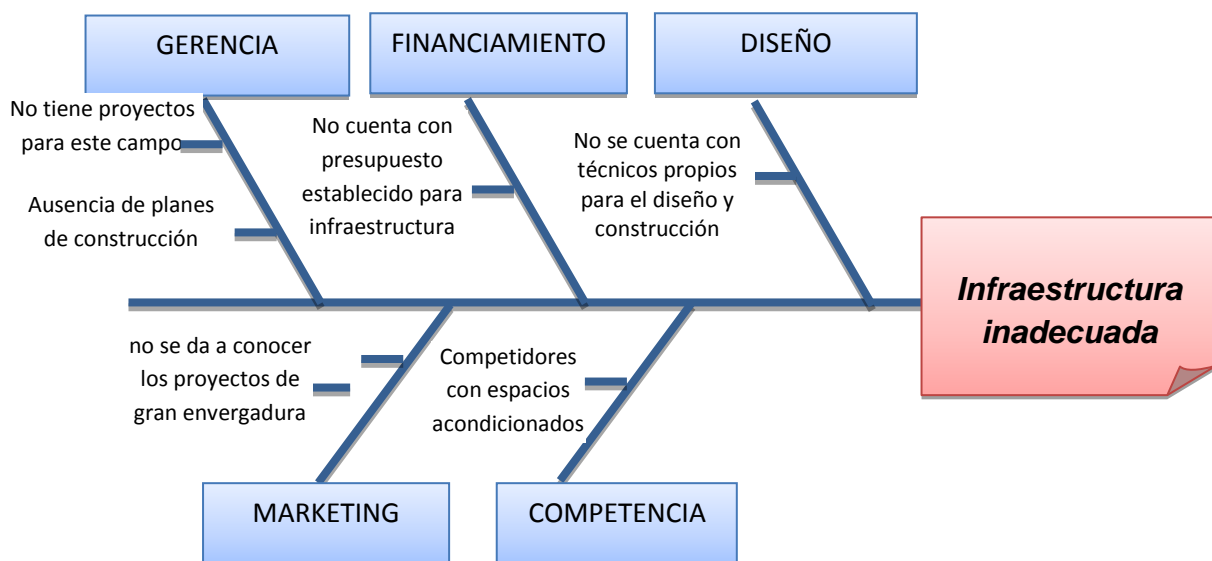 GERENCIA
FINANCIAMIENTO
DISEÑO
No tiene proyectos
para este campo
Ausencia de planes
de construcción
No cuenta con
presupuesto
establecido para
infraestructura
No se cuenta con
técnicos propios
para el diseño y
construcción
Infraestructura
inadecuada
no se da a conocer
los proyectos de
gran envergadura
Competidores
con espacios
acondicionados
MARKETING
COMPETENCIA